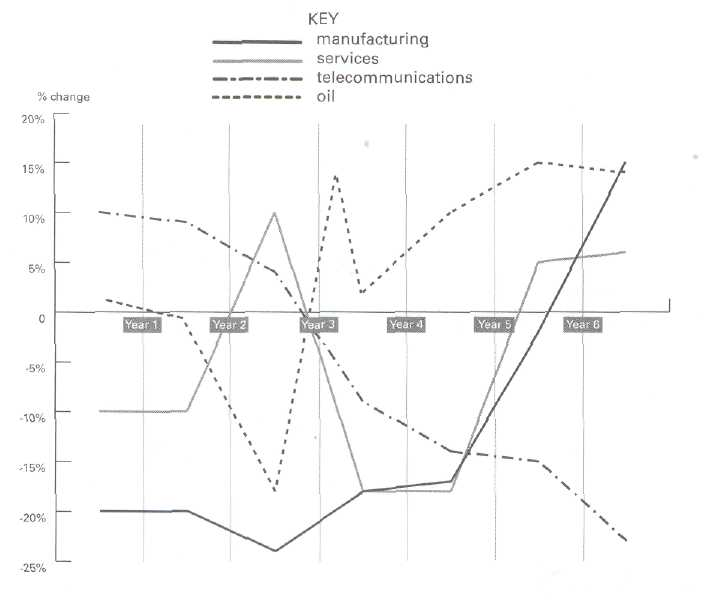 KEY
manufacturing
services
telecommunications
oil
% change
20%
15%
10%
5%
0
Year 1 Year 2 Year 3 Year 4 Year 5 Year 6
-5%
-10%
-15%
-20%
-25%